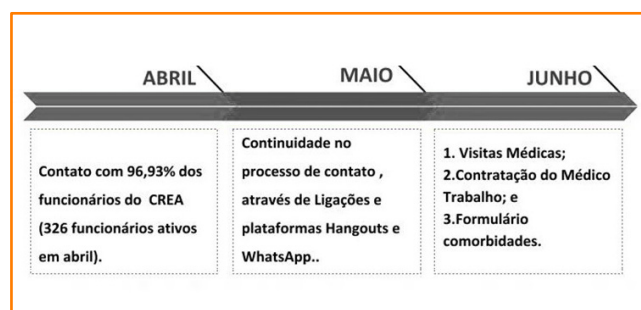 ABRIL
MAIO
JUNHO
Contato com 96,93% dos
funcionários do CREA
(326 funcionários ativos
em abril).
Continuidade no
processo de contato ,
através de Ligações e
plataformas Hangouts e
WhatsApp..
1. Visitas Médicas;
2.Contratação do Médico
Trabalho; e
3.Formulário
comorbidades.